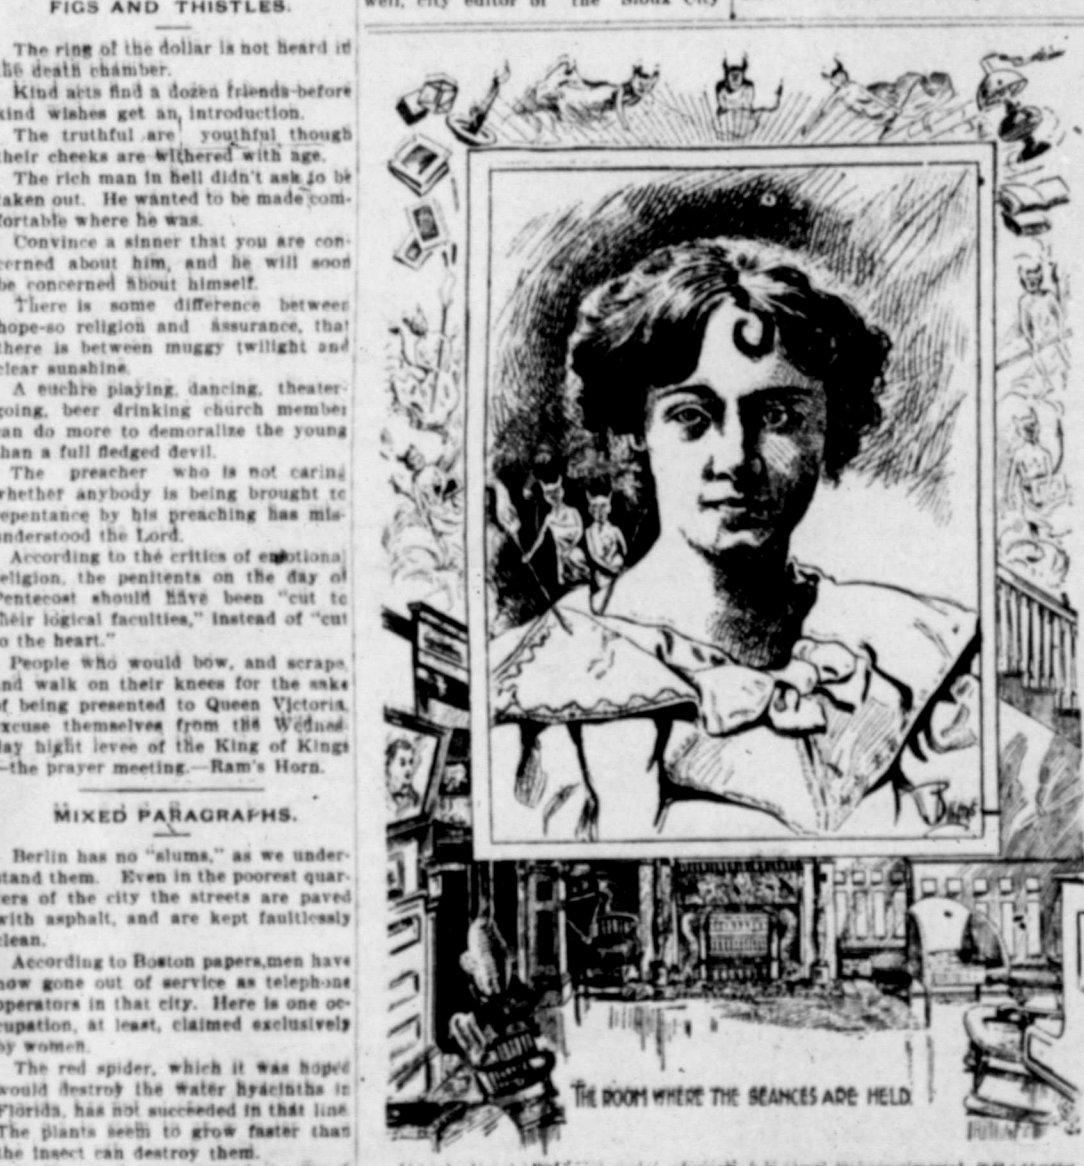 FIGS AND THISTLES.
The ring of the dollar is not heard in
the death chamber.
Kind acts find a dozen friends before
kind wishes get an introduction.
The truthful are youthful though
their cheeks are withered with age.
The rich man in hell didn't ask to be
taken out. He wanted to be made com-
fortable where he was.
Convince a sinner that you are con-
cerned about him, and he will soon
be concerned about himself.
There is some difference between
hope-so religion and assurance, that
there is between muggy twilight and
clear sunshine.
A euchre playing, dancing, theater-
going, beer drinking church member
can do more to demoralize the young
than a full fledged devil.
The preacher who is not caring
whether anybody is being brought to
repentance by his preaching has mis-
understood the Lord.
According to the critics of emotional
religion, the penitents on the day of
Pentecost should have been "cut to
their logical faculties," instead of "cut
to the heart."
People who would bow, and scrape,
and walk on their knees for the sake
of being presented to Queen Victoria,
excuse themselves from the Wednes-
day night levee of the King of Kings
—the prayer meeting.—Ram's Horn.
MIXED PARAGRAPHS.
Berlin has no "slums," as we under-
stand them. Even in the poorest quar-
ters of the city the streets are paved
with asphalt, and are kept faultlessly
clean.
According to Boston papers,men have
now gone out of service as telephone
operators in that city. Here is one oc-
cupation, at least, claimed exclusively
by women.
The red spider, which it was hoped
would destroy the water hyacinths in
Florida, has not succeeded in that line.
The plants seem to grow faster than
the insect can destroy them.
well, city editor of the Sioux City
THE ROOM WHERE THE SEANCES ARE HELD.